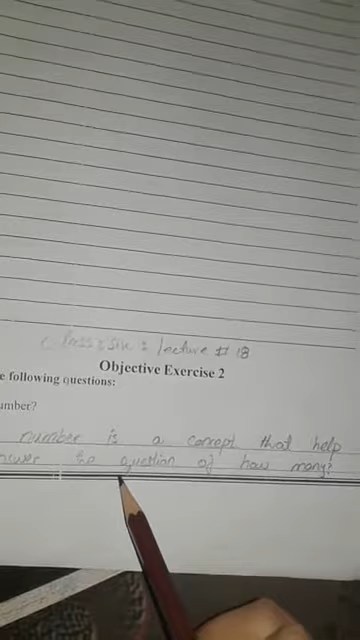 Class : six : lecture # 18
Objective Exercise 2
e following questions:
umber?
number is a concept that help
nswer the question of how many?